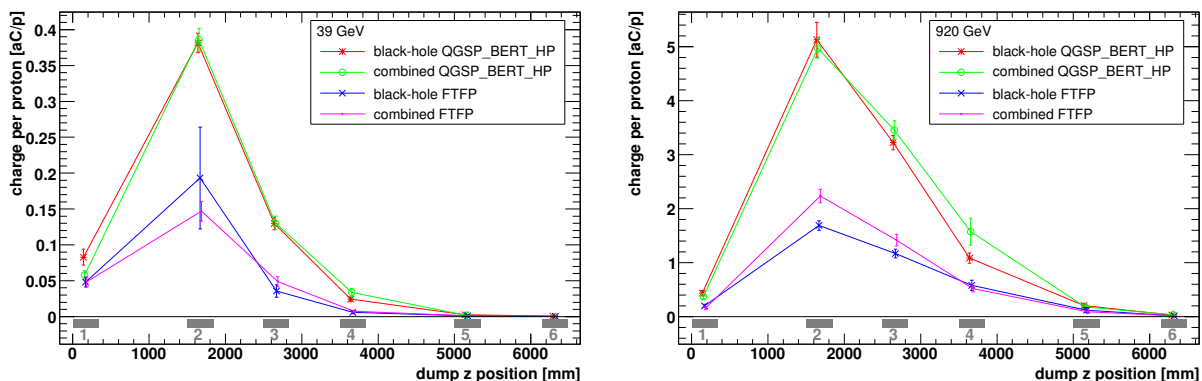 charge per proton [aC/p]
0.4
0.35
0.3
0.25
0.2
0.15
0.1
0.05
0
39 GeV
black-hole QGSP_BERT_HP
combined QGSP_BERT_HP
black-hole FTFP
combined FTFP
1 2 3 4 5 6
0 1000 2000 3000 4000 5000 6000
dump z position [mm]
charge per proton [aC/p]
5
4
3
2
1
0
920 GeV
black-hole QGSP_BERT_HP
combined QGSP_BERT_HP
black-hole FTFP
combined FTFP
1 2 3 4 5 6
0 1000 2000 3000 4000 5000 6000
dump z position [mm]